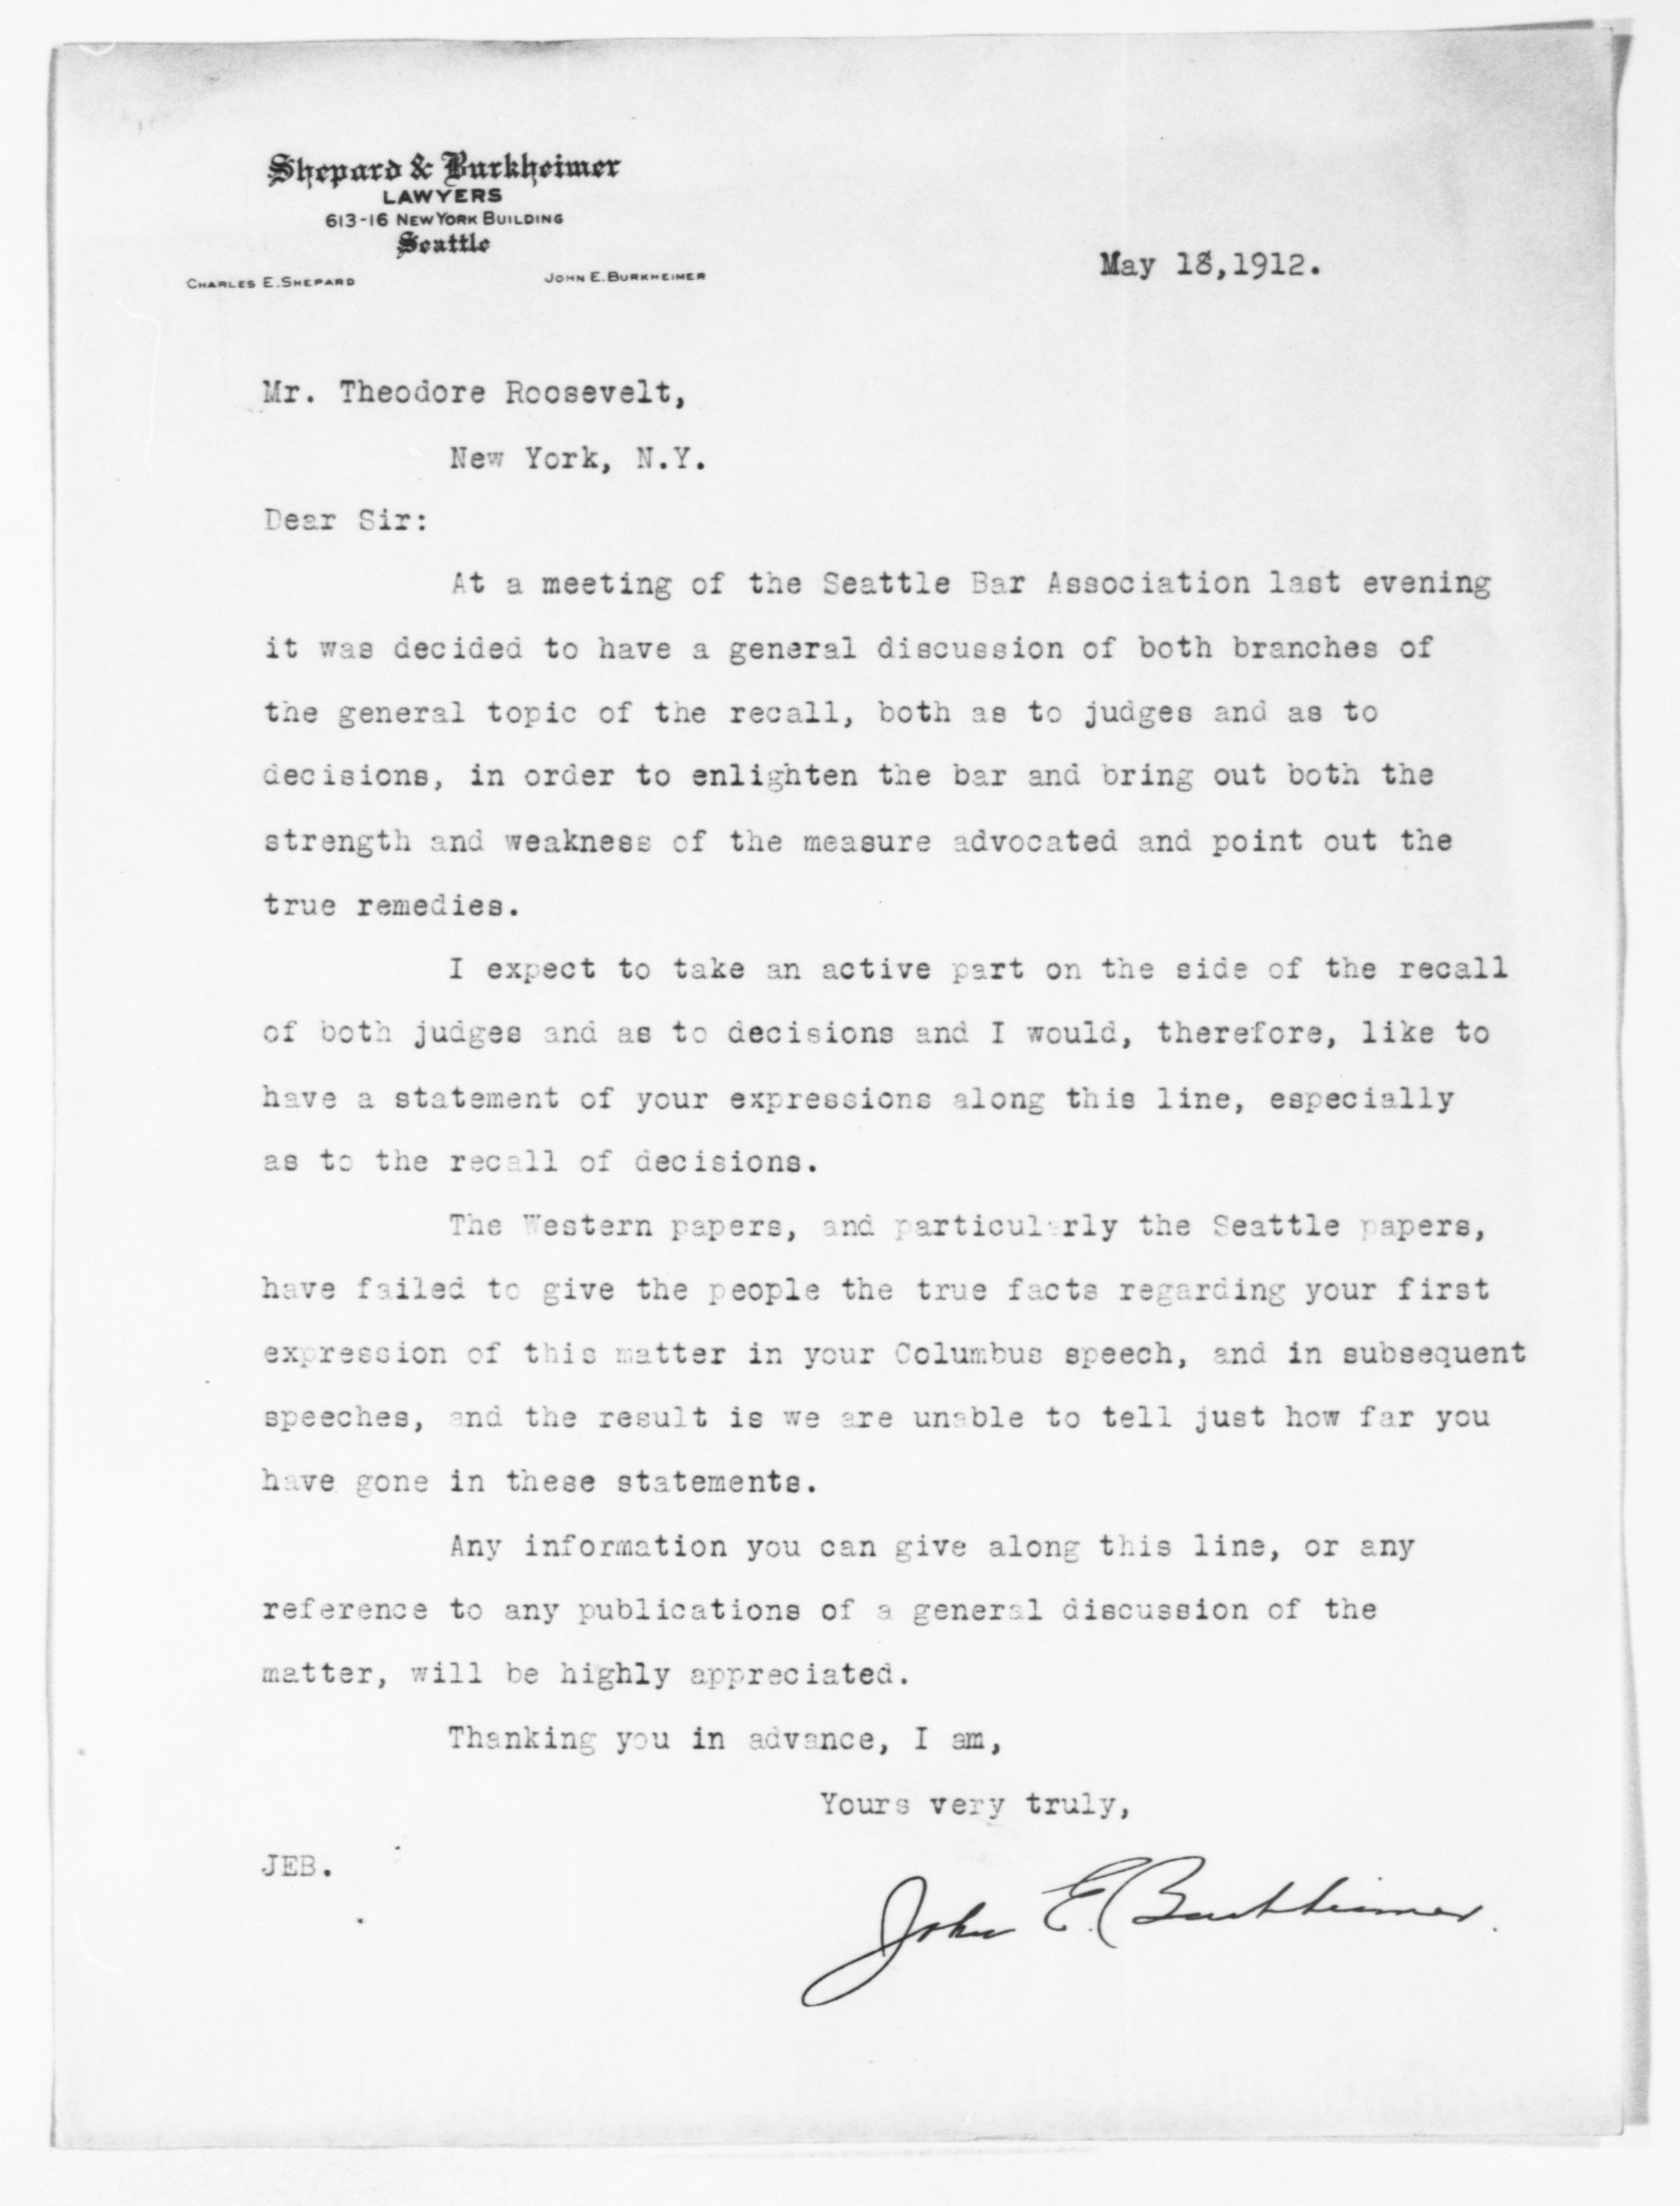 Shepard & Burkheimer
LAWYERS
613-16 NEW YORK BUILDING
Seattle
CHARLES E. SHEPARD JOHN E. BURKHEIMER
May 18,1912.
Mr. Theodore Roosevelt,
New York, N.Y.
Dear Sir:
At a meeting of the Seattle Bar Association last evening
it was decided to have a general discussion of both branches of
the general topic of the recall, both as to judges and as to
decisions, in order to enlighten the bar and bring out both the
strength and weakness of the measure advocated and point out the
true remedies.
I expect to take an active part on the side of the recall
of both judges and as to decisions and I would, therefore, like to
have a statement of your expressions along this line, especially
as to the recall of decisions.
The Western papers, and particularly the Seattle papers,
have failed to give the people the true facts regarding your first
expression of this matter in your Columbus speech, and in subsequent
speeches, and the result is we are unable to tell just how far you
have gone in these statements.
Any information you can give along this line, or any
reference to any publications of a general discussion of the
matter, will be highly appreciated.
Thanking you in advance, I am,
Yours very truly,
JEB.
John E. Burkheimer.